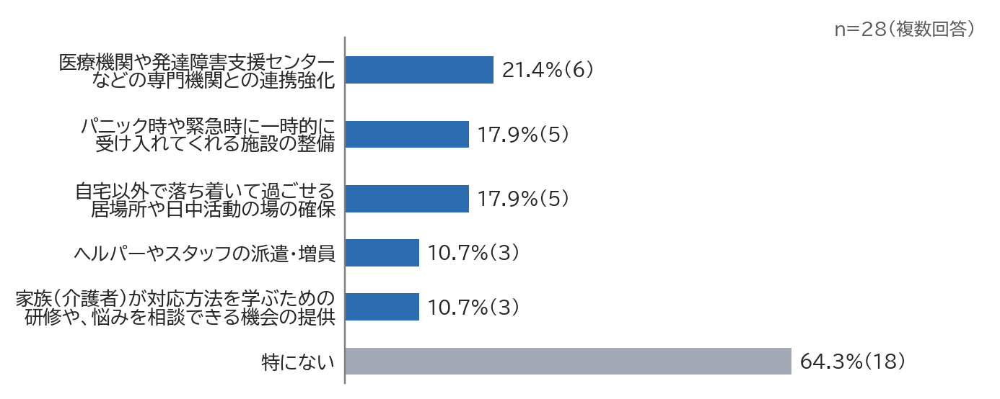 n=28(複数回答)
医療機関や発達障害支援センター
などの専門機関との連携強化
21.4%(6)
パニック時や緊急時に一時的に
受け入れてくれる施設の整備
17.9%(5)
自宅以外で落ち着いて過ごせる
居場所や日中活動の場の確保
17.9%(5)
ヘルパーやスタッフの派遣・増員
10.7%(3)
家族(介護者)が対応方法を学ぶための
研修や、悩みを相談できる機会の提供
10.7%(3)
特にない
64.3%(18)